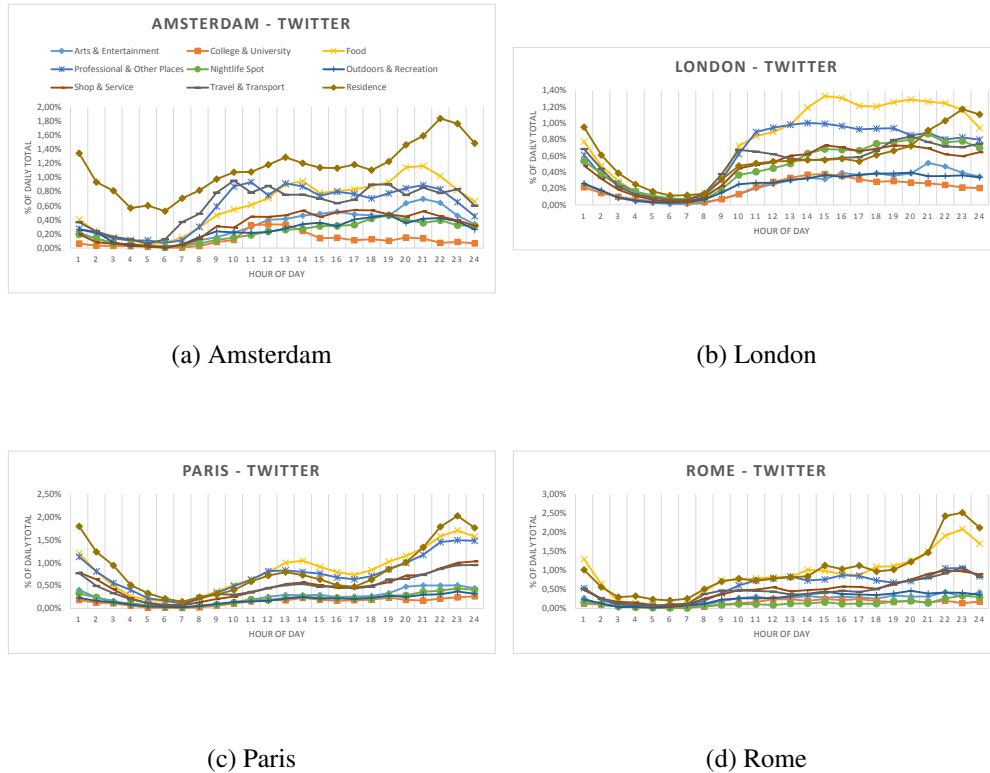 AMSTERDAM - TWITTER
Arts & Entertainment College & University Food
Professional & Other Places Nightlife Spot Outdoors & Recreation
Shop & Service Travel & Transport Residence
% OF DAILY TOTAL
2,00%
1,80%
1,60%
1,40%
1,20%
1,00%
0,80%
0,60%
0,40%
0,20%
0,00%
1 2 3 4 5 6 7 8 9 10 11 12 13 14 15 16 17 18 19 20 21 22 23 24
HOUR OF DAY
(a) Amsterdam
LONDON - TWITTER
% OF DAILY TOTAL
1,40%
1,20%
1,00%
0,80%
0,60%
0,40%
0,20%
0,00%
1 2 3 4 5 6 7 8 9 10 11 12 13 14 15 16 17 18 19 20 21 22 23 24
HOUR OF DAY
(b) London
PARIS - TWITTER
% OF DAILY TOTAL
2,50%
2,00%
1,50%
1,00%
0,50%
0,00%
1 2 3 4 5 6 7 8 9 10 11 12 13 14 15 16 17 18 19 20 21 22 23 24
HOUR OF DAY
(c) Paris
ROME - TWITTER
% OF DAILY TOTAL
3,00%
2,50%
2,00%
1,50%
1,00%
0,50%
0,00%
1 2 3 4 5 6 7 8 9 10 11 12 13 14 15 16 17 18 19 20 21 22 23 24
HOUR OF DAY
(d) Rome